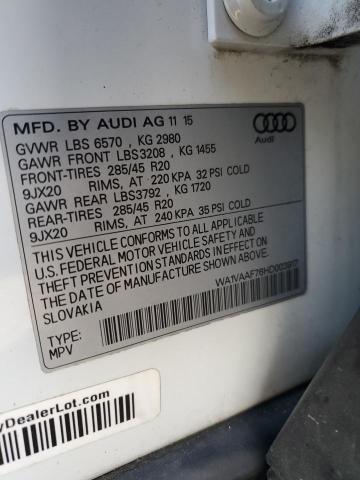 MFD. BY AUDI AG 11 15
GVWR LBS 6570 , KG 2980
GAWR FRONT LBS3208 , KG 1455
FRONT-TIRES 285/45 R20
9JX20 RIMS, AT 220 KPA 32 PSI COLD
GAWR REAR LBS3792 , KG 1720
REAR-TIRES 285/45 R20
9JX20 RIMS, AT 240 KPA 35 PSI COLD
THIS VEHICLE CONFORMS TO ALL APPLICABLE
U.S. FEDERAL MOTOR VEHICLE SAFETY AND
THEFT PREVENTION STANDARDS IN EFFECT ON
THE DATE OF MANUFACTURE SHOWN ABOVE.
SLOVAKIA
WA1VAAF76HD003917
TYPE:
MPV
Audi
yDealerLot.com